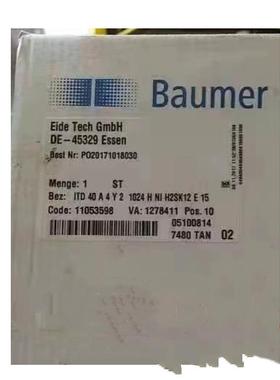 Baumer
Eide Tech GmbH
DE-45329 Essen
Best Nr: PO20171018030
Menge: 1 ST
Bez: ITD 40 A 4 Y 2 1024 H NI H2SK12 E 15
Code: 11053598 VA: 1278411 Pos. 10
05100814
7480 TAN 02